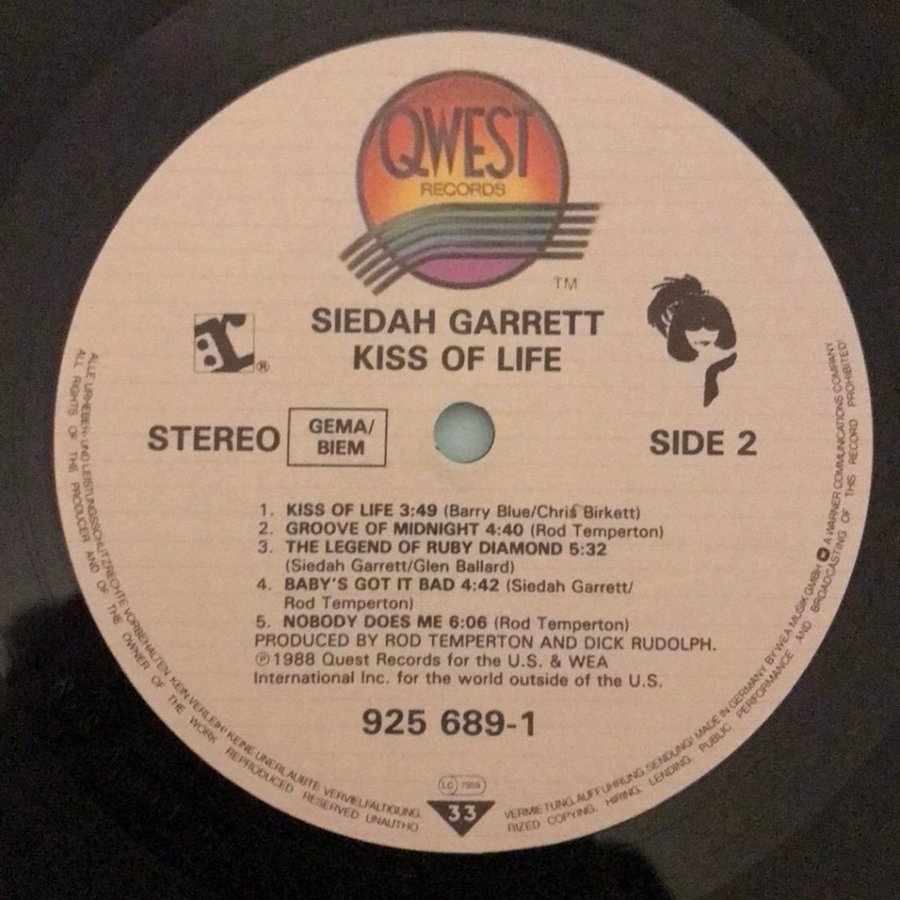 QWEST
RECORDS
TM
SIEDAH GARRETT
KISS OF LIFE
r:
®
STEREO
GEMA/
BIEM
SIDE 2
1. KISS OF LIFE 3:49 (Barry Blue/Chris Birkett)
2. GROOVE OF MIDNIGHT 4:40 (Rod Temperton)
3. THE LEGEND OF RUBY DIAMOND 5:32
(Siedah Garrett/Glen Ballard)
4. BABY'S GOT IT BAD 4:42 (Siedah Garrett/
Rod Temperton)
5. NOBODY DOES ME 6:06 (Rod Temperton)
PRODUCED BY ROD TEMPERTON AND DICK RUDOLPH.
℗1988 Quest Records for the U.S. & WEA
International Inc. for the world outside of the U.S.
925 689-1
LC 7956
33
ALLE URHEBER- UND LEISTUNGSSCHUTZRECHTE VORBEHALTEN. KEIN VERLEIH! KEINE UNERLAUBTE VERVIELFÄLTIGUNG,
VERMIETUNG, AUFFÜHRUNG, SENDUNG! MADE IN GERMANY BY WEA MUSIK GMBH A WARNER COMMUNICATIONS COMPANY
ALL RIGHTS OF THE PRODUCER AND OF THE OWNER OF THE WORK REPRODUCED RESERVED UNAUTHO
RIZED COPYING, HIRING, LENDING PUBLIC PERFORMANCE AND BROADCASTING OF THIS RECORD PROHIBITED!